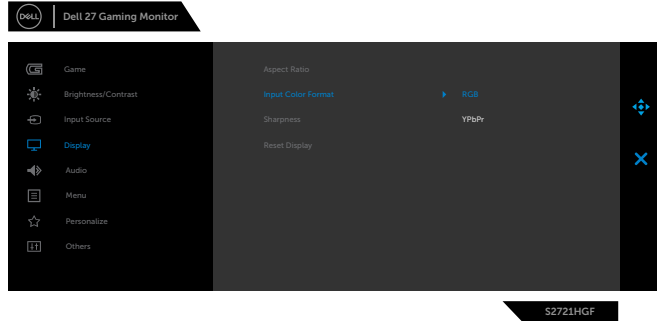 DELL Dell 27 Gaming Monitor
Game Aspect Ratio
Brightness/Contrast Input Color Format RGB
Input Source Sharpness YPbPr
Display Reset Display
Audio
Menu
Personalize
Others
S2721HGF